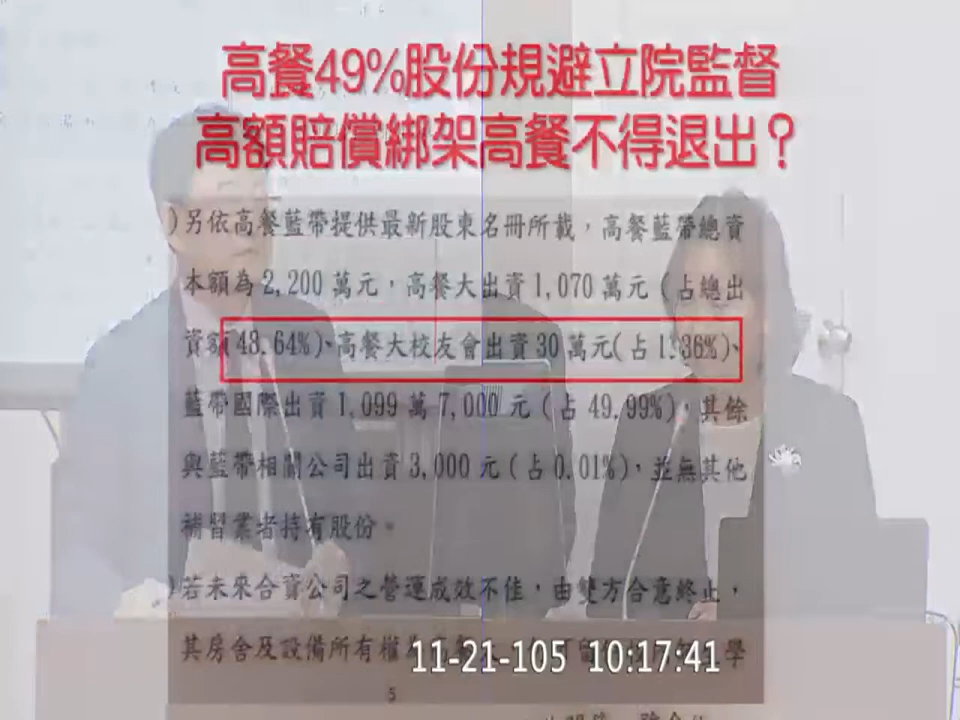 高餐49%股份規避立院監督
高額賠償綁架高餐不得退出？
)另依高餐藍帶提供最新股東名冊所載，高餐藍帶總資
本額為2,200萬元，高餐大出資1,070萬元（占總出
資額48.64%)、高餐大校友會出資30萬元(占1.36%)、
藍帶國際出資1,099萬7,000元（占49.99%)，其餘
與藍帶相關公司出資3,000元（占0.01%)，並無其他
補習業者持有股份。
)若未來合資公司之營運成效不佳，由雙方合意終止，
其房舍及設備所有權
學
11-21-105 10:17:41
5